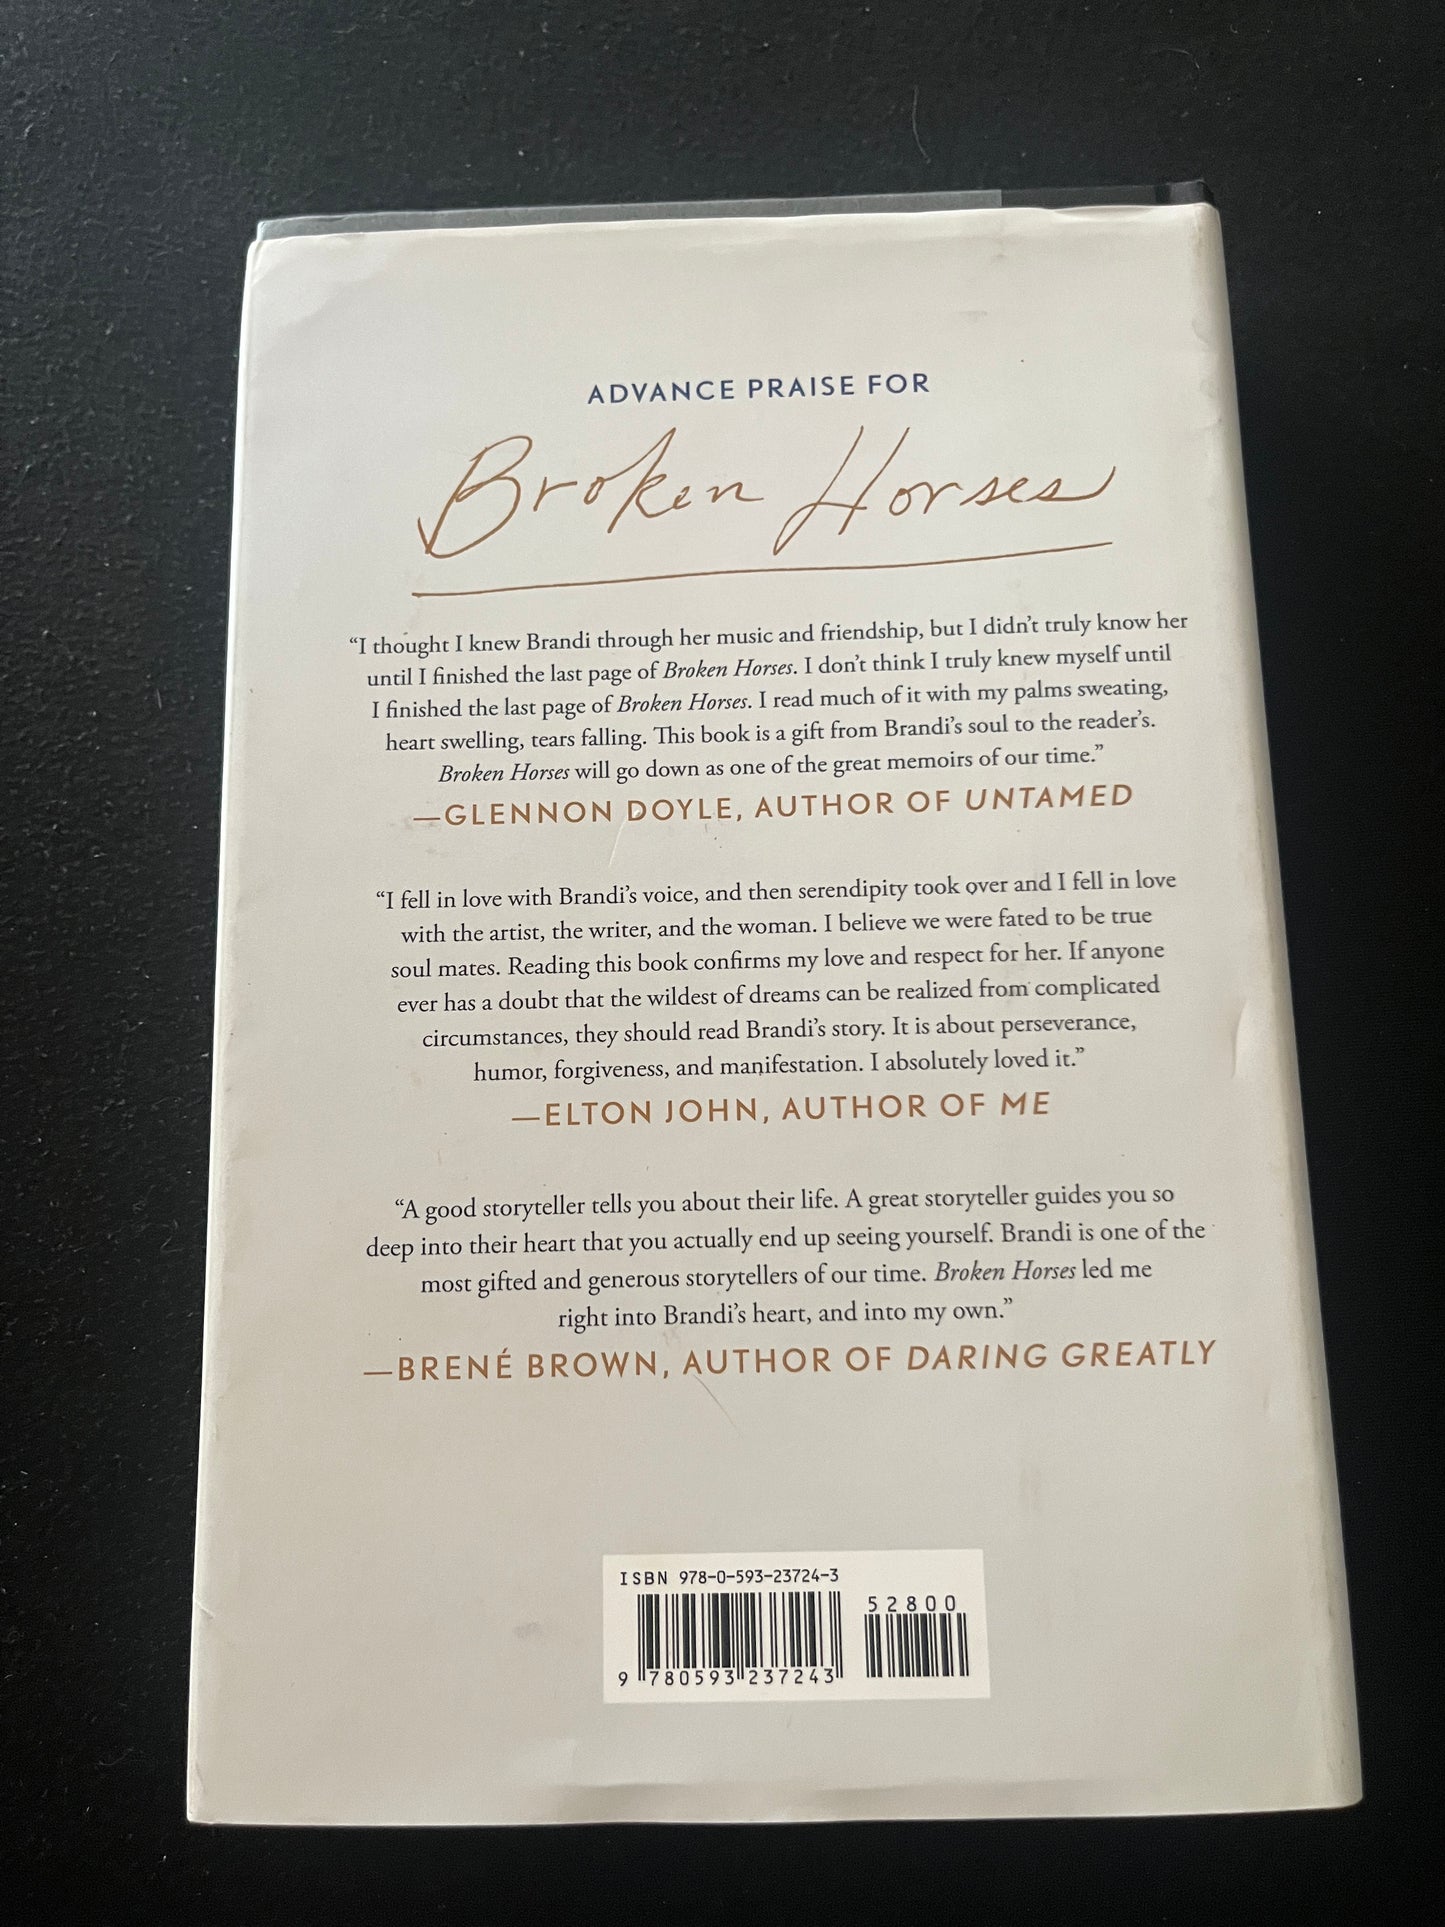 ADVANCE PRAISE FOR
Broken Horses
“I thought I knew Brandi through her music and friendship, but I didn’t truly know her
until I finished the last page of Broken Horses. I don’t think I truly knew myself until
I finished the last page of Broken Horses. I read much of it with my palms sweating,
heart swelling, tears falling. This book is a gift from Brandi’s soul to the reader’s.
Broken Horses will go down as one of the great memoirs of our time.”
—GLENNON DOYLE, AUTHOR OF UNTAMED
“I fell in love with Brandi’s voice, and then serendipity took over and I fell in love
with the artist, the writer, and the woman. I believe we were fated to be true
soul mates. Reading this book confirms my love and respect for her. If anyone
ever has a doubt that the wildest of dreams can be realized from complicated
circumstances, they should read Brandi’s story. It is about perseverance,
humor, forgiveness, and manifestation. I absolutely loved it.”
—ELTON JOHN, AUTHOR OF ME
“A good storyteller tells you about their life. A great storyteller guides you so
deep into their heart that you actually end up seeing yourself. Brandi is one of the
most gifted and generous storytellers of our time. Broken Horses led me
right into Brandi’s heart, and into my own.”
—BRENÉ BROWN, AUTHOR OF DARING GREATLY
ISBN 978-0-593-23724-3
52800
9 780593 237243